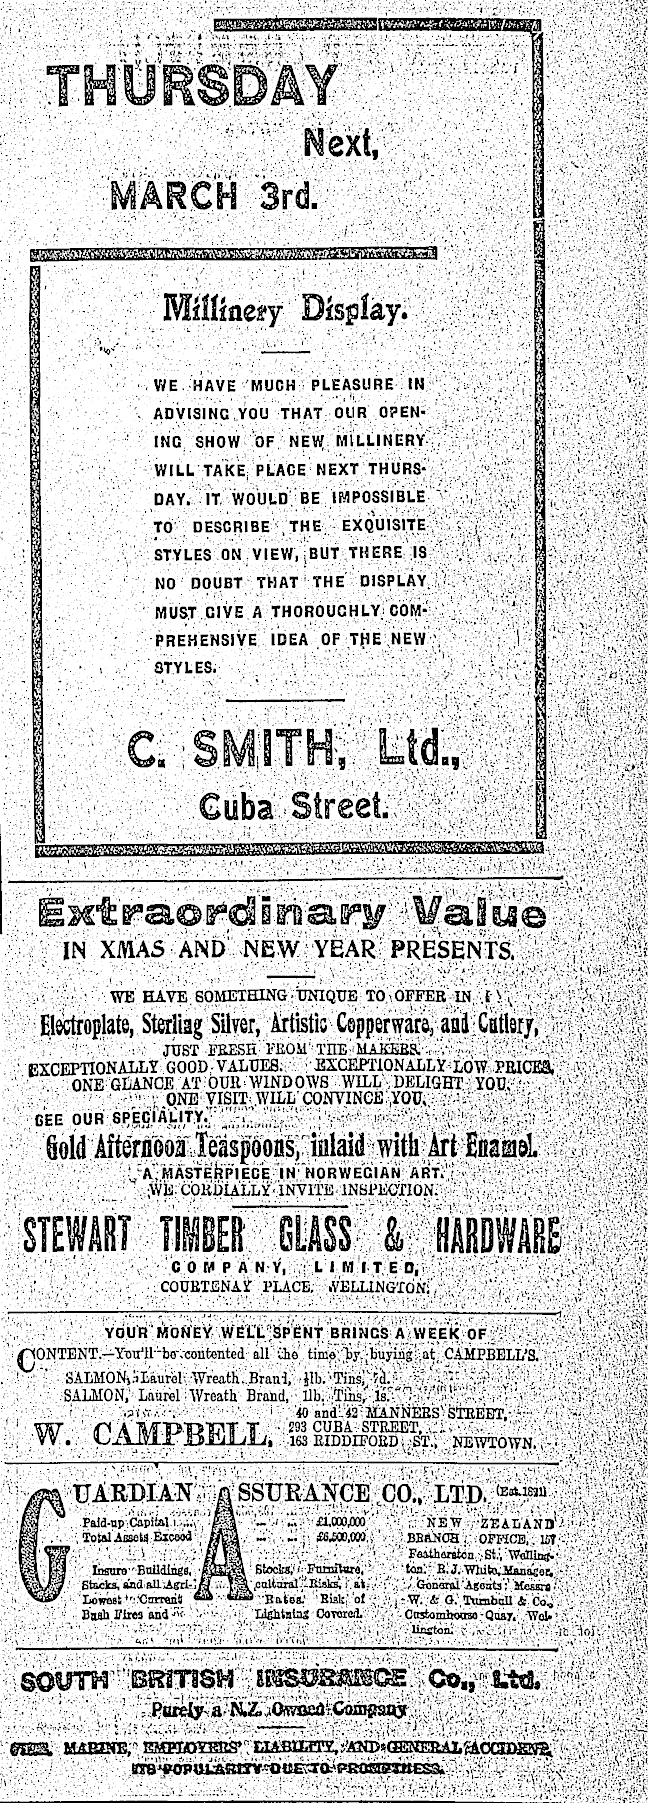 THURSDAY
Next,
MARCH 3rd.
Millinery Display.
WE HAVE MUCH PLEASURE IN
ADVISING YOU THAT OUR OPEN-
ING SHOW OF NEW MILLINERY
WILL TAKE PLACE NEXT THURS-
DAY. IT WOULD BE IMPOSSIBLE
TO DESCRIBE THE EXQUISITE
STYLES ON VIEW, BUT THERE IS
NO DOUBT THAT THE DISPLAY
MUST GIVE A THOROUGHLY COM-
PREHENSIVE IDEA OF THE NEW
STYLES.
C. SMITH, Ltd.,
Cuba Street.
Extraordinary Value
IN XMAS AND NEW YEAR PRESENTS.
WE HAVE SOMETHING UNIQUE TO OFFER IN
Electroplate, Sterling Silver, Artistic Copperware, and Cutlery,
JUST FRESH FROM THE MAKERS.
EXCEPTIONALLY GOOD VALUES. EXCEPTIONALLY LOW PRICES,
ONE GLANCE AT OUR WINDOWS WILL DELIGHT YOU.
ONE VISIT WILL CONVINCE YOU.
SEE OUR SPECIALITY.
Gold Afternoon Teaspoons, inlaid with Art Enamel.
A MASTERPIECE IN NORWEGIAN ART.
WE CORDIALLY INVITE INSPECTION.
STEWART TIMBER GLASS & HARDWARE
COMPANY, LIMITED,
COURTENAY PLACE, WELLINGTON.
YOUR MONEY WELL SPENT BRINGS A WEEK OF
CONTENT.—You'll be contented all the time by buying at CAMPBELL'S.
SALMON, Laurel Wreath Brand, ½lb. Tins, 7d.
SALMON, Laurel Wreath Brand, 1lb. Tins, 1s.
40 and 42 MANNERS STREET,
W. CAMPBELL, 293 CUBA STREET,
163 RIDDIFORD ST., NEWTOWN.
GUARDIAN ASSURANCE CO., LTD. (Est. 1821)
Paid-up Capital ... ... £1,000,000
Total Assets Exceed ... ... £6,500,000
Insure Buildings, Stocks, Furniture,
Stacks, and all Agri-cultural Risks, at
Lowest Current Rates. Risk of
Bush Fires and Lightning Covered.
NEW ZEALAND
BRANCH OFFICE, 157
Featherston St., Welling-
ton. R. J. White, Manager.
General Agents: Messrs
W. & G. Turnbull & Co.,
Customhouse Quay, Wel-
lington.
SOUTH BRITISH INSURANCE Co., Ltd.
Purely a N.Z. Owned Company
FIRE, MARINE, EMPLOYERS' LIABILITY, AND GENERAL ACCIDENT.
ITS POPULARITY DUE TO PROMPTNESS.